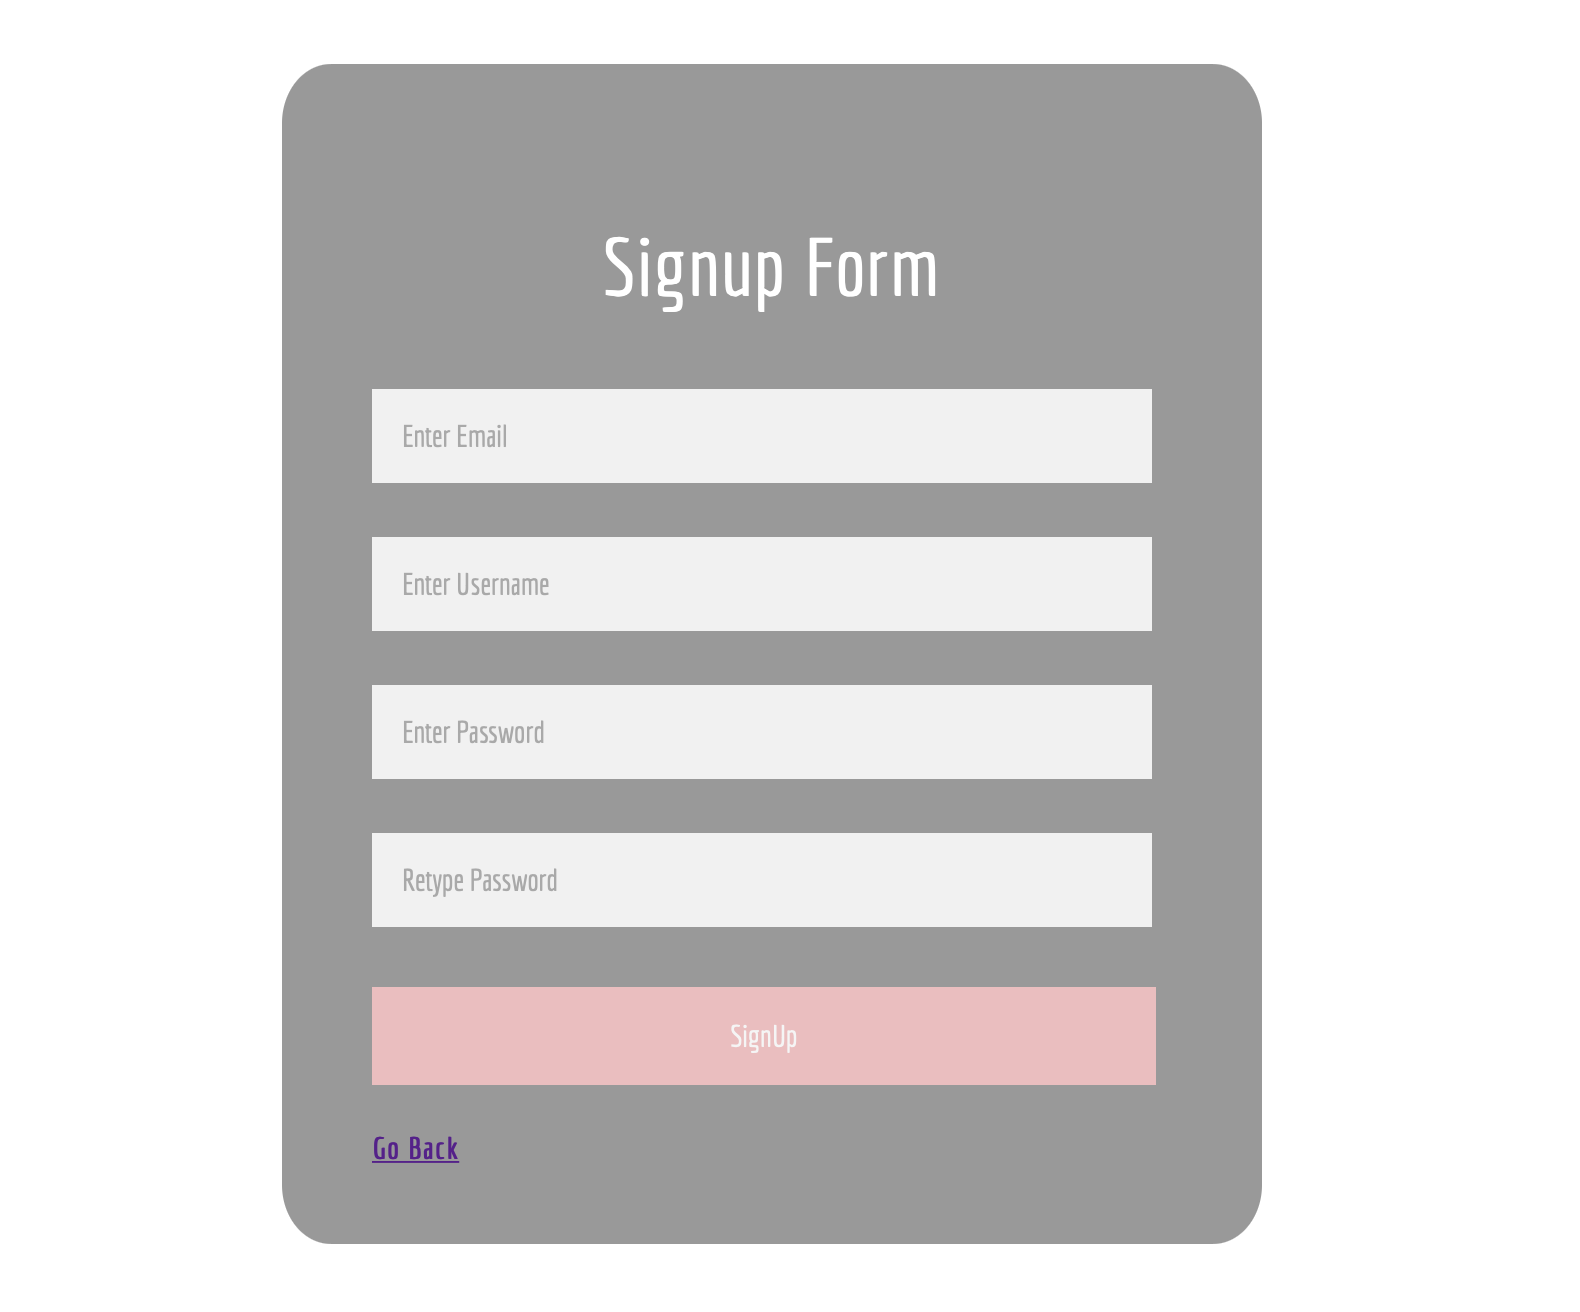 Signup Form
Enter Email
Enter Username
Enter Password
Retype Password
SignUp
Go Back